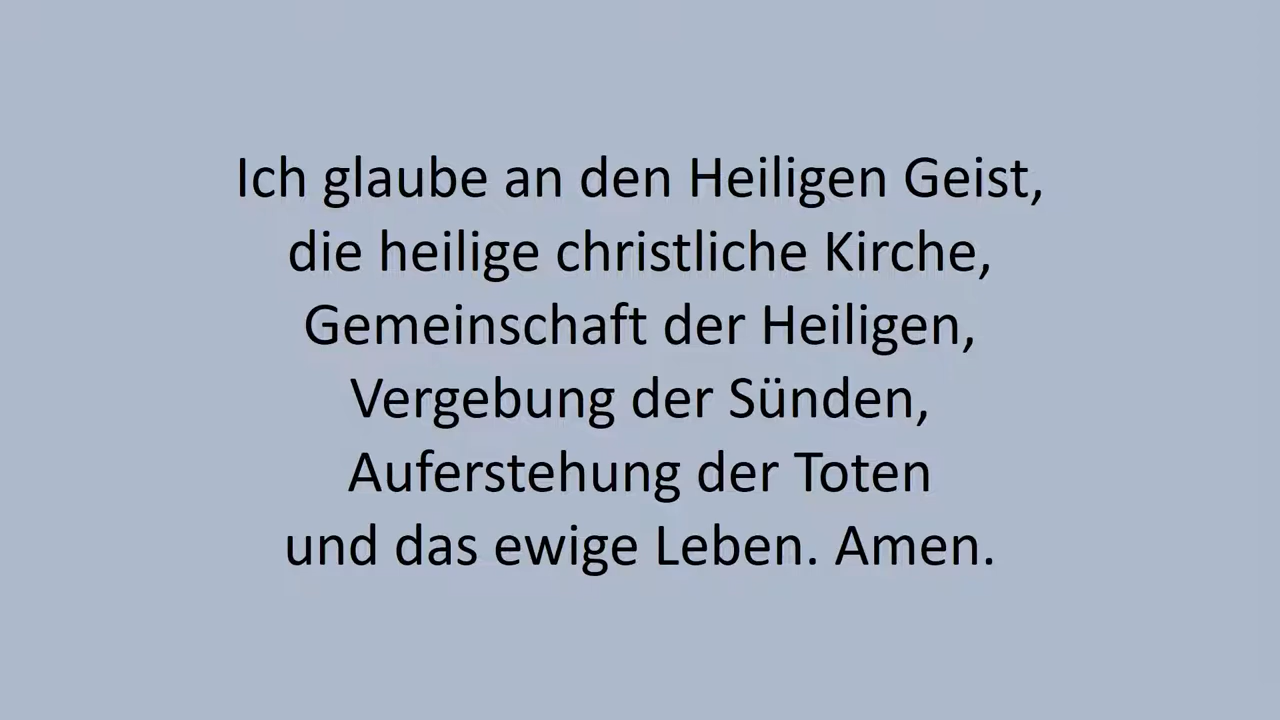 Ich glaube an den Heiligen Geist,
die heilige christliche Kirche,
Gemeinschaft der Heiligen,
Vergebung der Sünden,
Auferstehung der Toten
und das ewige Leben. Amen.